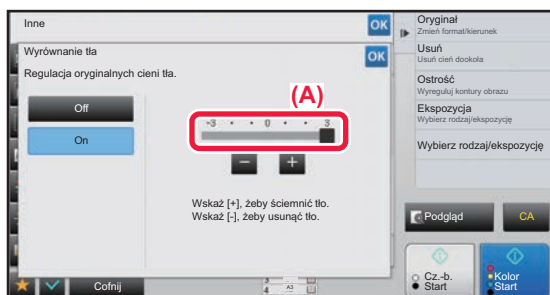 Inne
OK
Wyrównanie tła
OK
Regulacja oryginalnych cieni tła.
Off
On
(A)
-3 • • 0 • • 3
− +
Wskaż [+], żeby ściemnić tło.
Wskaż [-], żeby usunąć tło.
Cofnij
A3
4
Oryginał
Zmień format/kierunek
Usuń
Usuń cień dookoła
Ostrość
Wyreguluj kontury obrazu
Ekspozycja
Wybierz rodzaj/ekspozycję
Wybierz rodzaj/ekspozycję
Podgląd
CA
Cz.-b.
Start
Kolor
Start